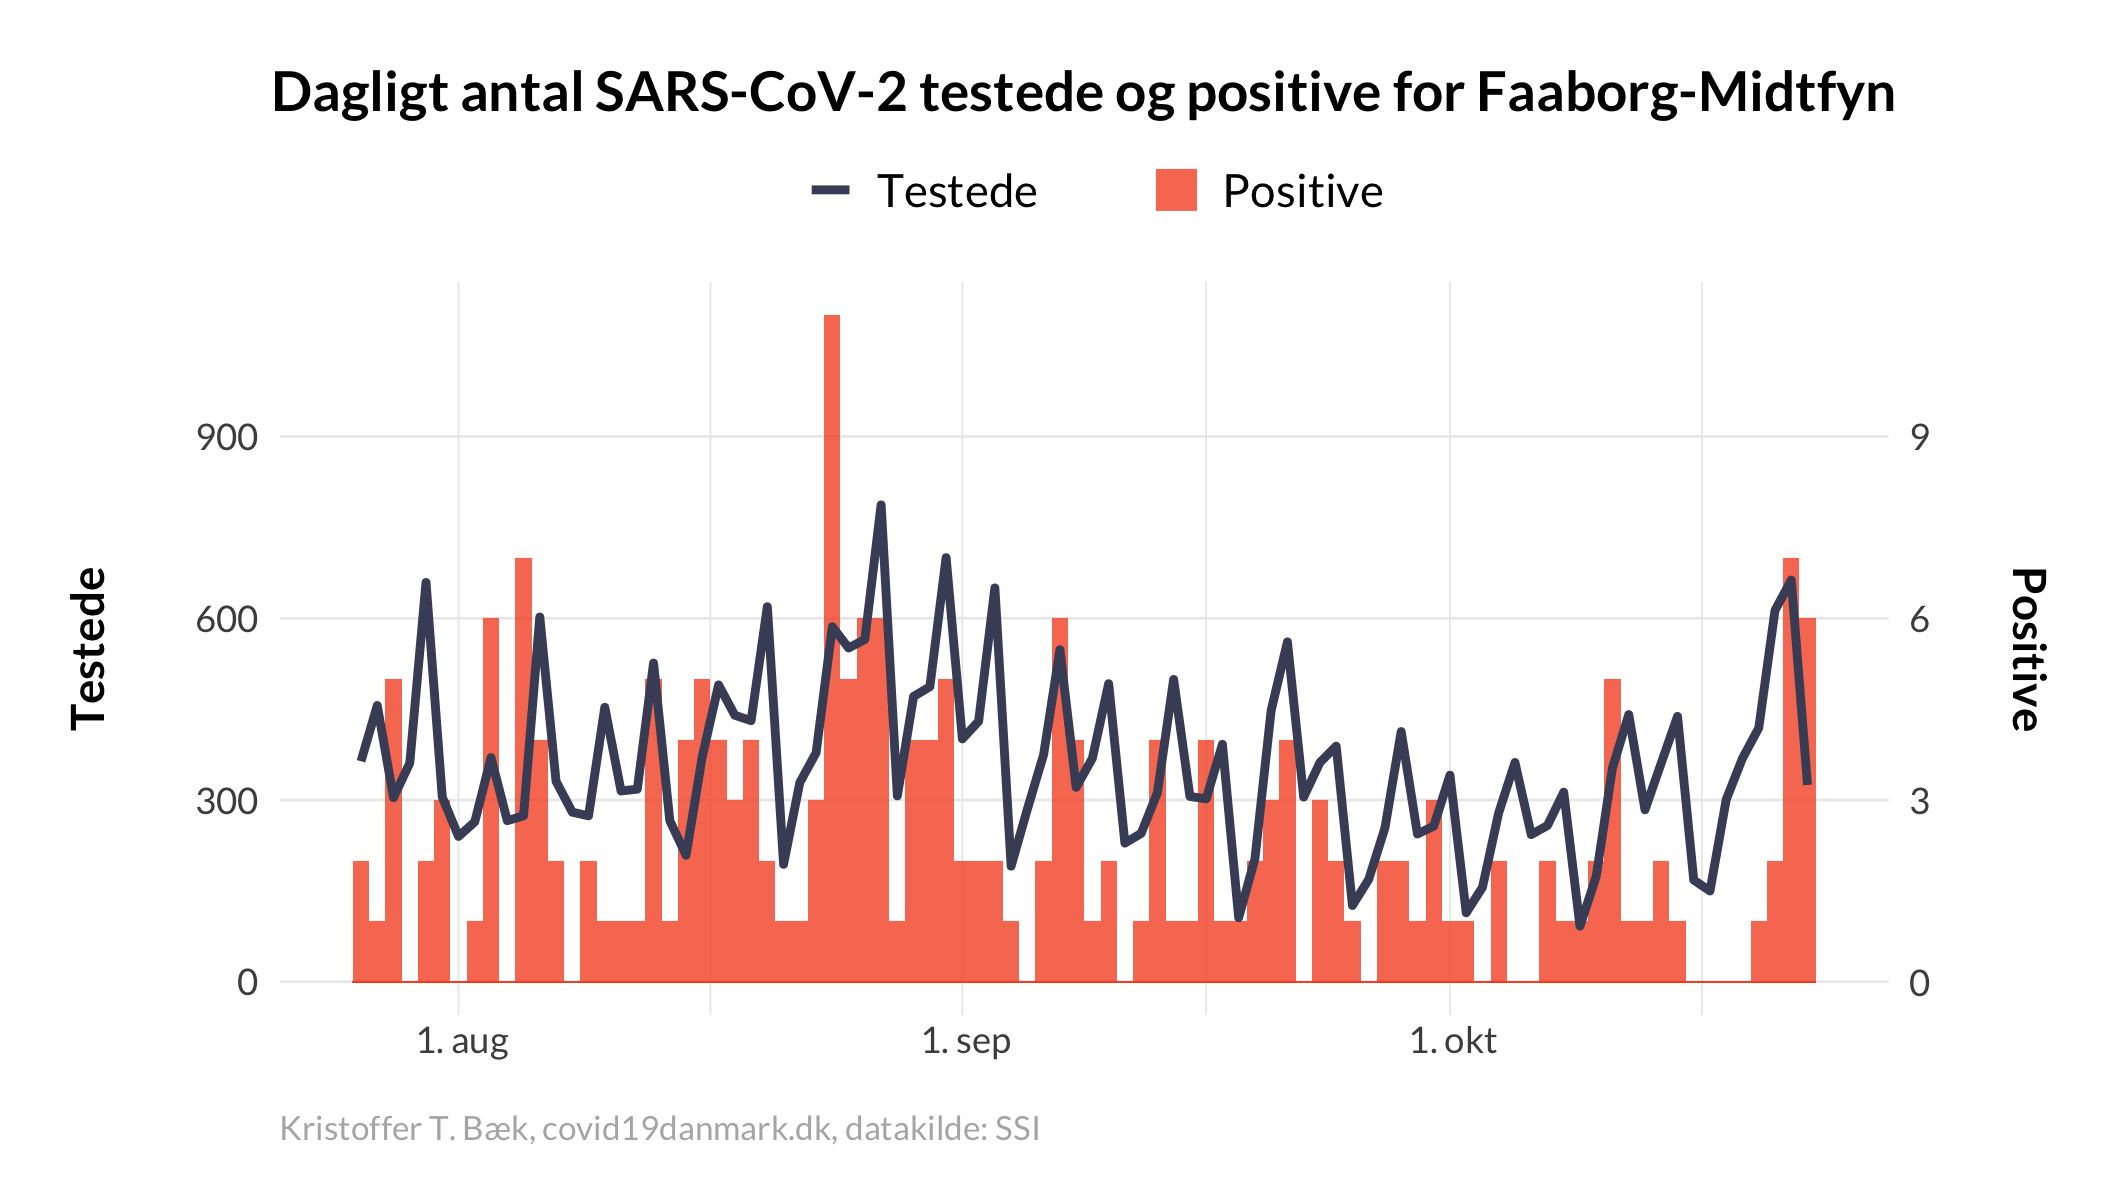 Dagligt antal SARS-CoV-2 testede og positive for Faaborg-Midtfyn
Testede
Positive
Testede
900
600
300
0
9
6
3
0
Positive
1. aug
1. sep
1. okt
Kristoffer T. Bæk, covid19danmark.dk, datakilde: SSI